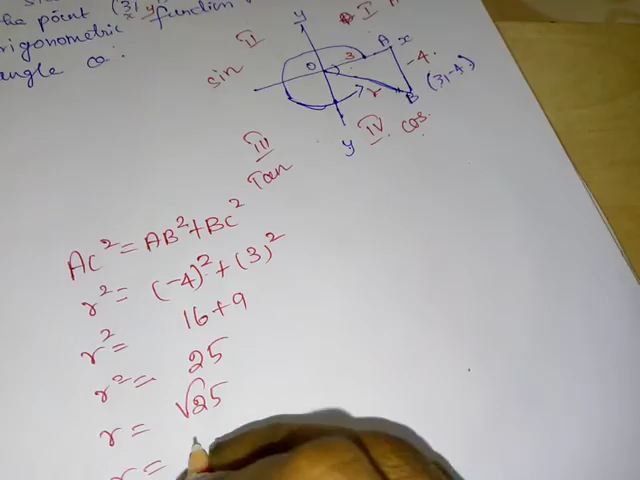 the point (3, -
x y
trigonometric function
angle
y
I
II
sin
O
3
A
x
-4
r
B
(3, -4)
III
Tan
y
IV
cos
AC² = AB² + BC²
r² = (-4)² + (3)²
r² = 16 + 9
r² = 25
r = √25
r =